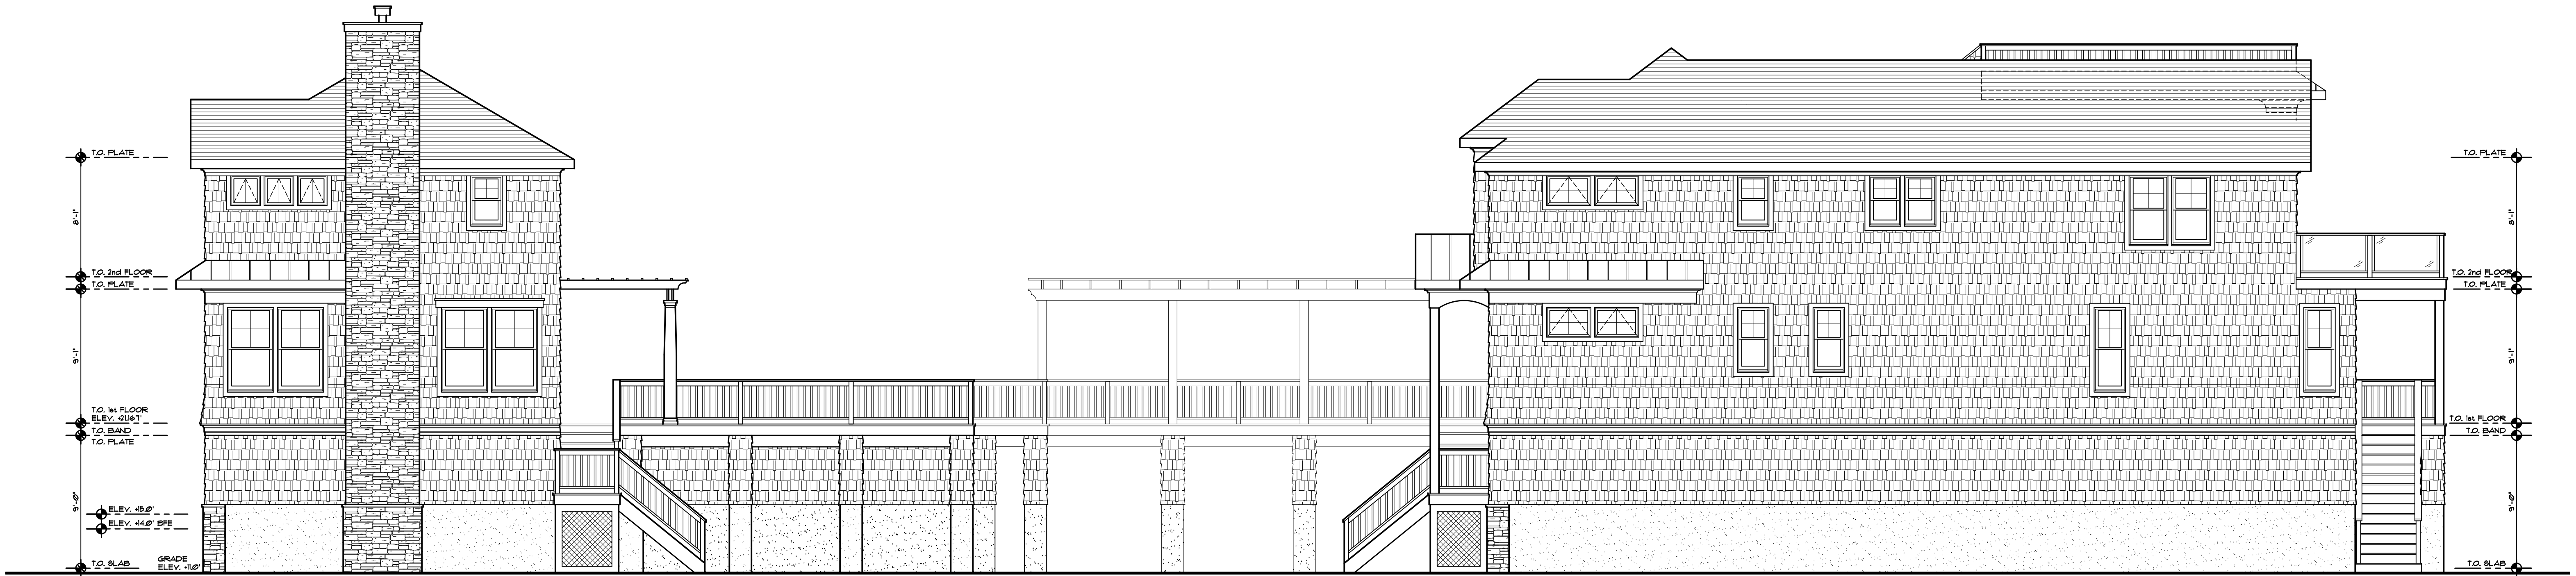 T.O. PLATE
8'-1"
T.O. 2nd FLOOR
T.O. PLATE
9'-1"
T.O. 1st FLOOR
ELEV. +21.167'
T.O. BAND
T.O. PLATE
9'-0"
ELEV. +15.0'
ELEV. +14.0' BFE
GRADE
ELEV. +11.0'
T.O. SLAB
T.O. PLATE
8'-1"
T.O. 2nd FLOOR
T.O. PLATE
9'-1"
T.O. 1st FLOOR
T.O. BAND
9'-0"
T.O. SLAB